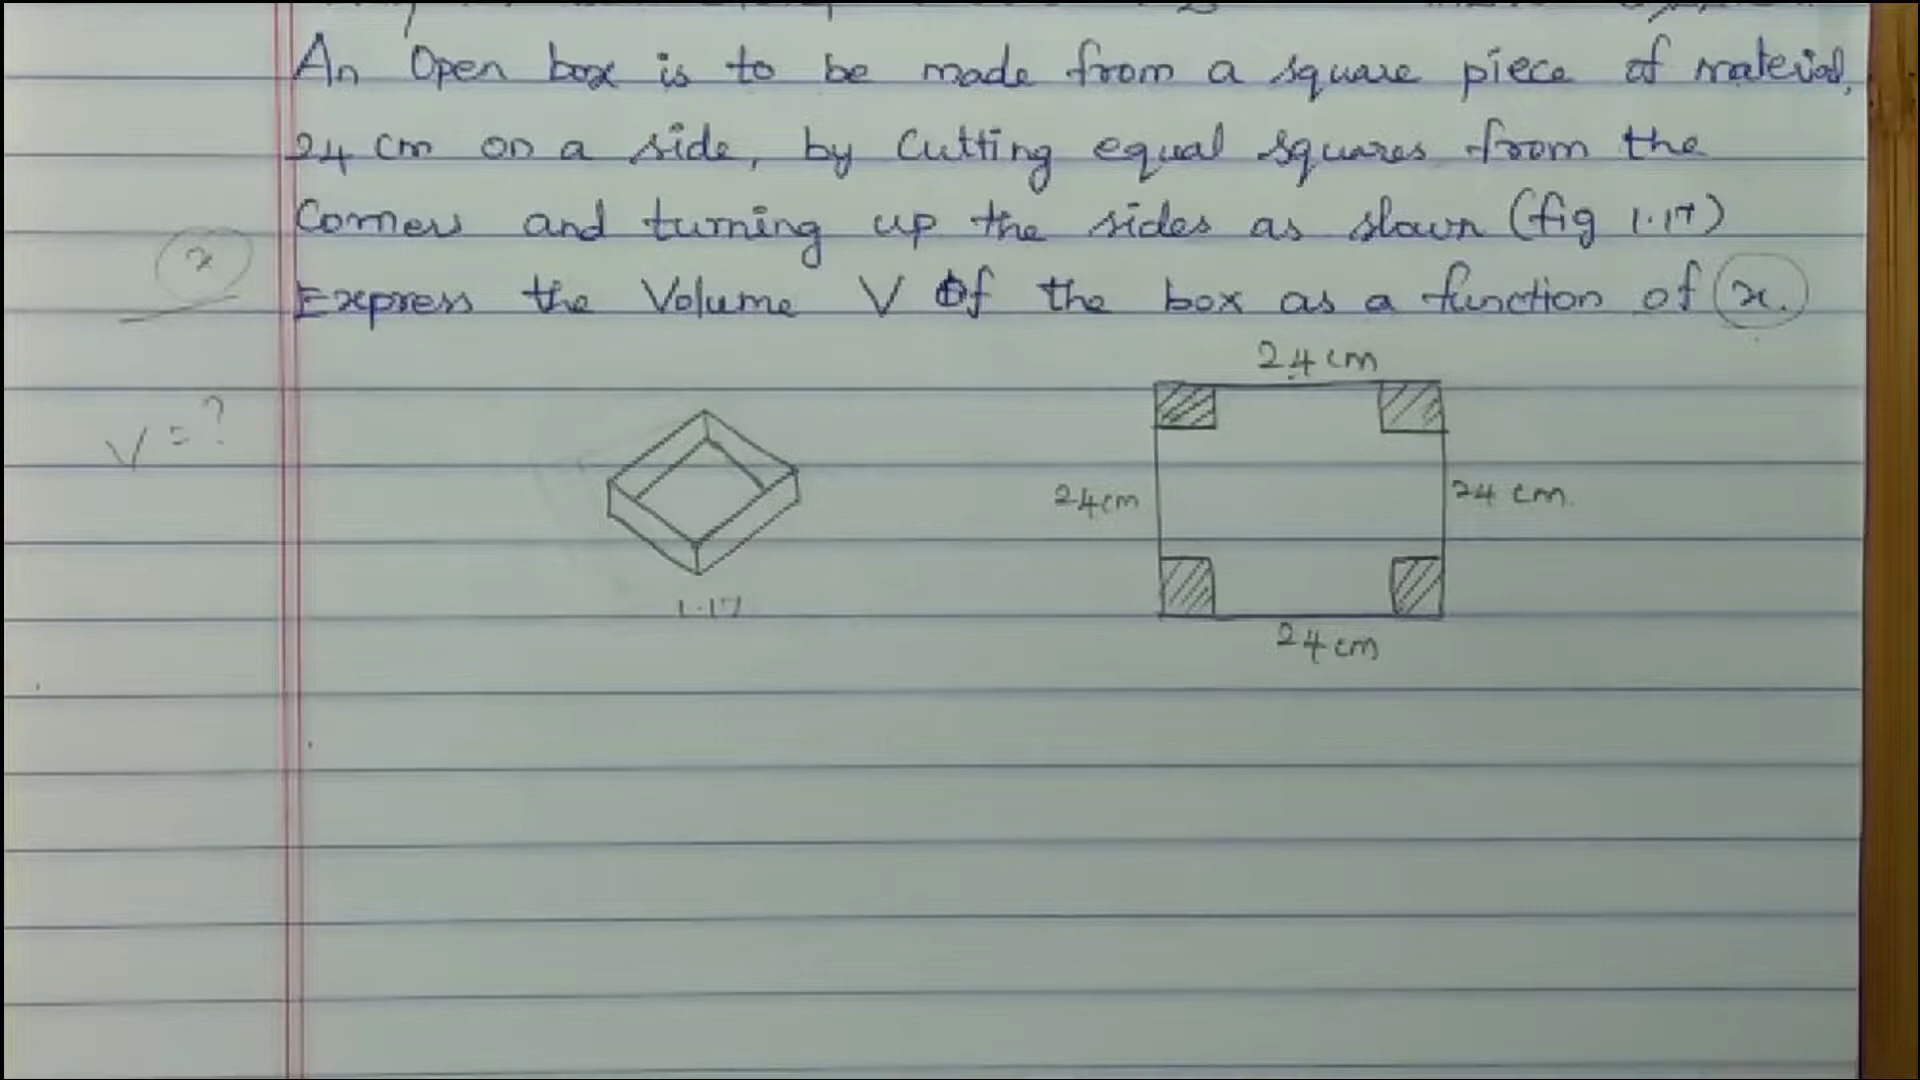 An Open box is to be made from a square piece of material,
24 cm on a side, by Cutting equal squares from the
Corners and turning up the sides as shown (fig 1.17)
Express the Volume V Of the box as a function of x.
V = ?
24 cm
24 cm
24 cm
24 cm
1.17